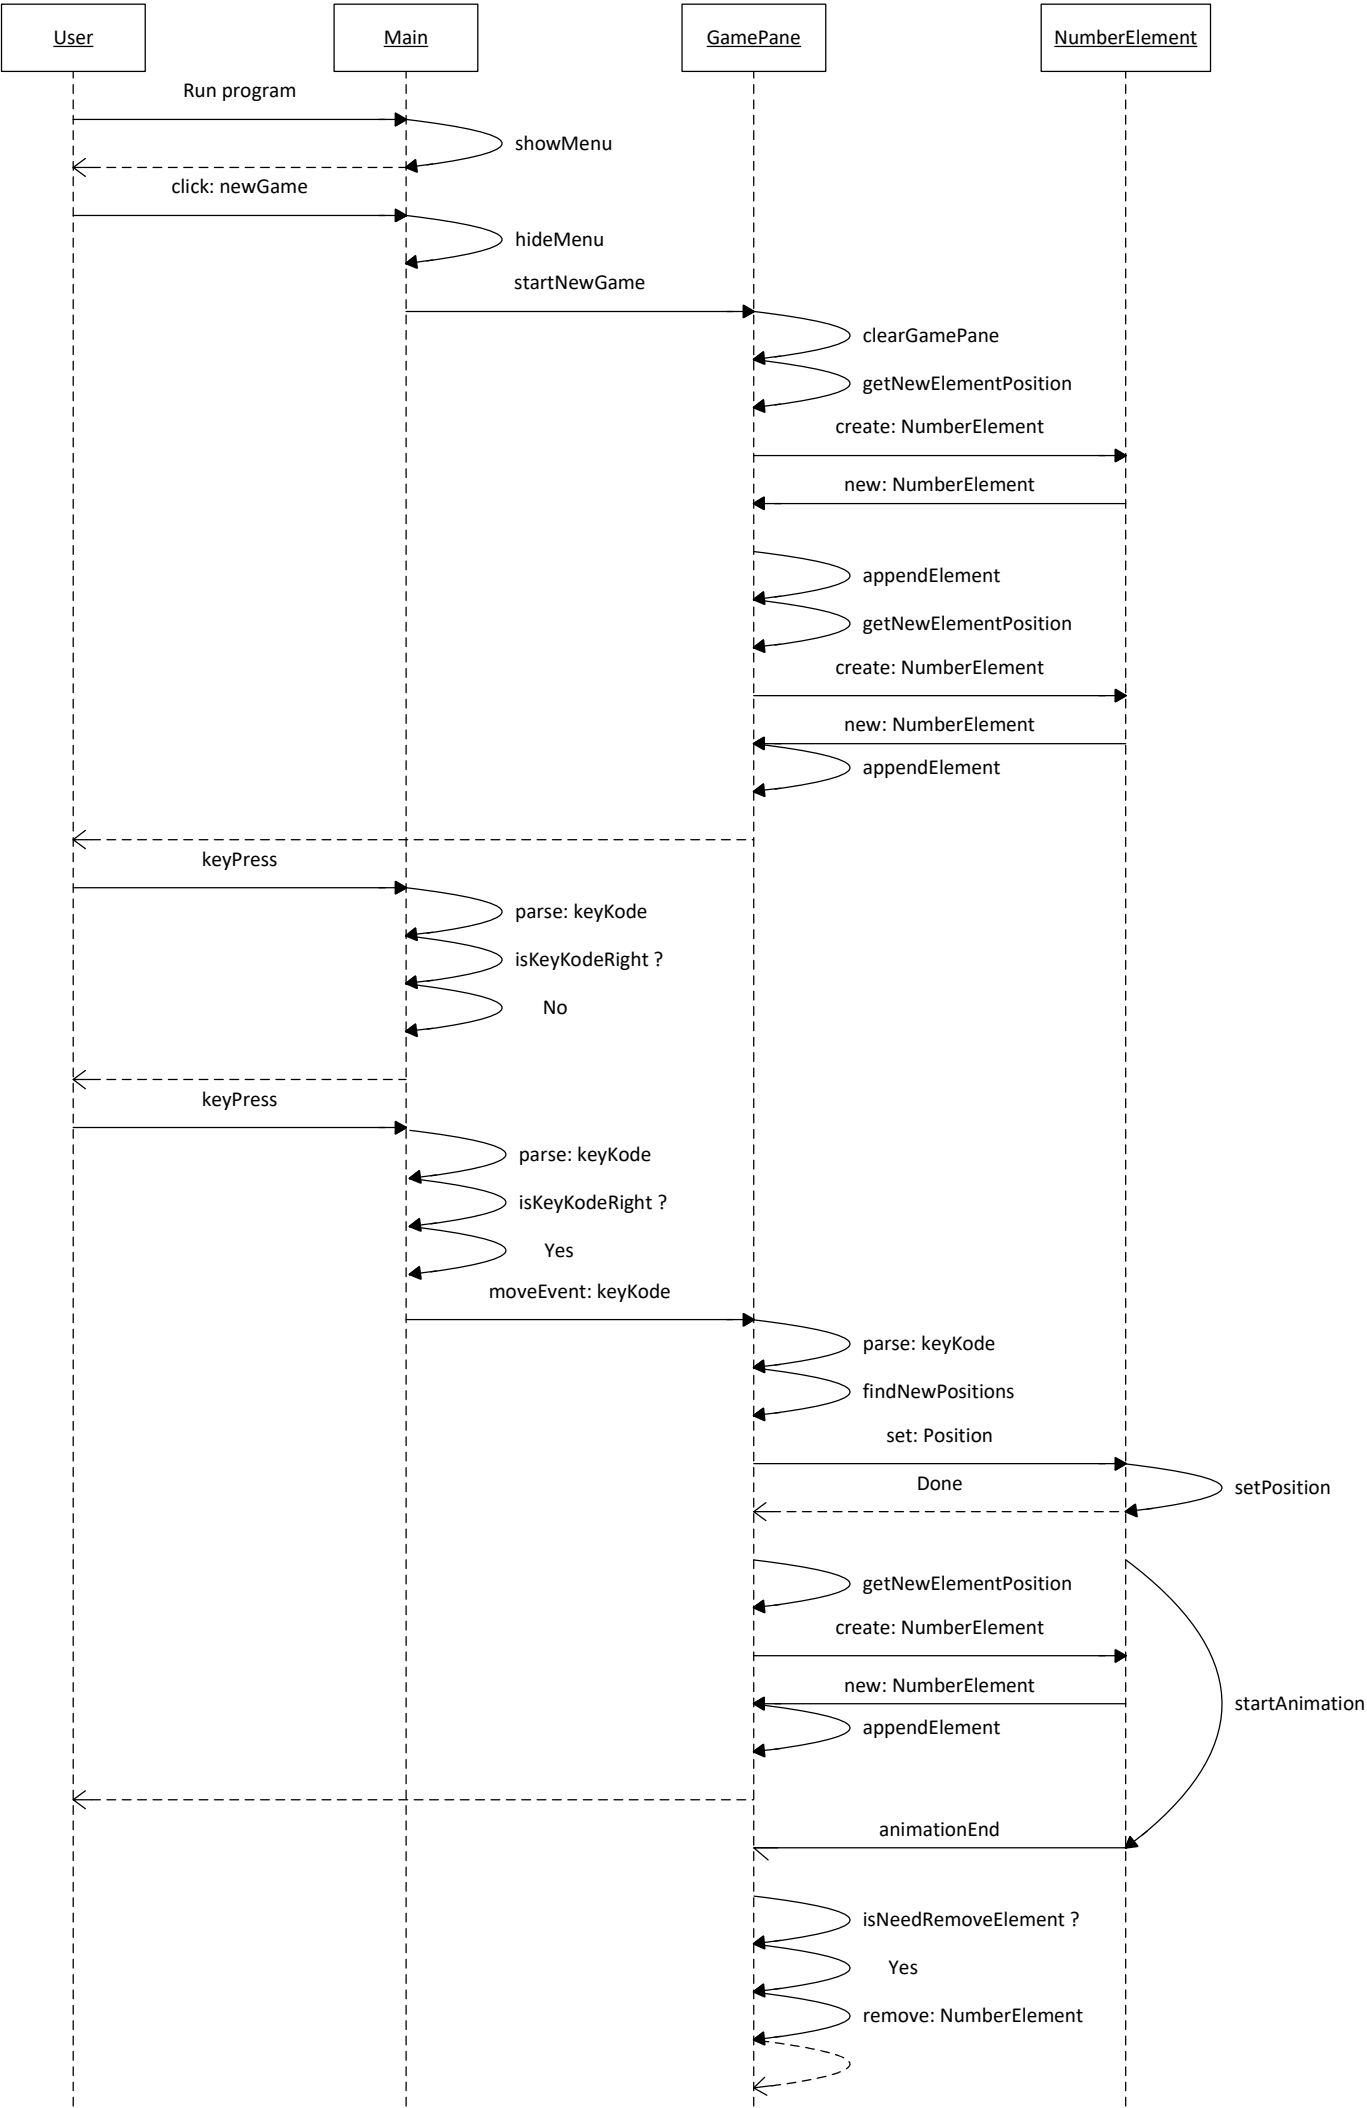 User
Main
GamePane
NumberElement
Run program
showMenu
click: newGame
hideMenu
startNewGame
clearGamePane
getNewElementPosition
create: NumberElement
new: NumberElement
appendElement
getNewElementPosition
create: NumberElement
new: NumberElement
appendElement
keyPress
parse: keyKode
isKeyKodeRight ?
No
keyPress
parse: keyKode
isKeyKodeRight ?
Yes
moveEvent: keyKode
parse: keyKode
findNewPositions
set: Position
Done
setPosition
getNewElementPosition
create: NumberElement
new: NumberElement
startAnimation
appendElement
animationEnd
isNeedRemoveElement ?
Yes
remove: NumberElement